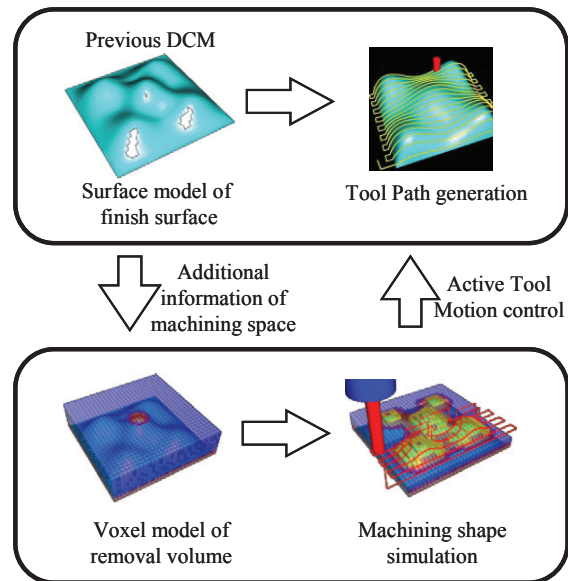 Previous DCM
Surface model of
finish surface
Tool Path generation
Additional
information of
machining space
Active Tool
Motion control
Voxel model of
removal volume
Machining shape
simulation